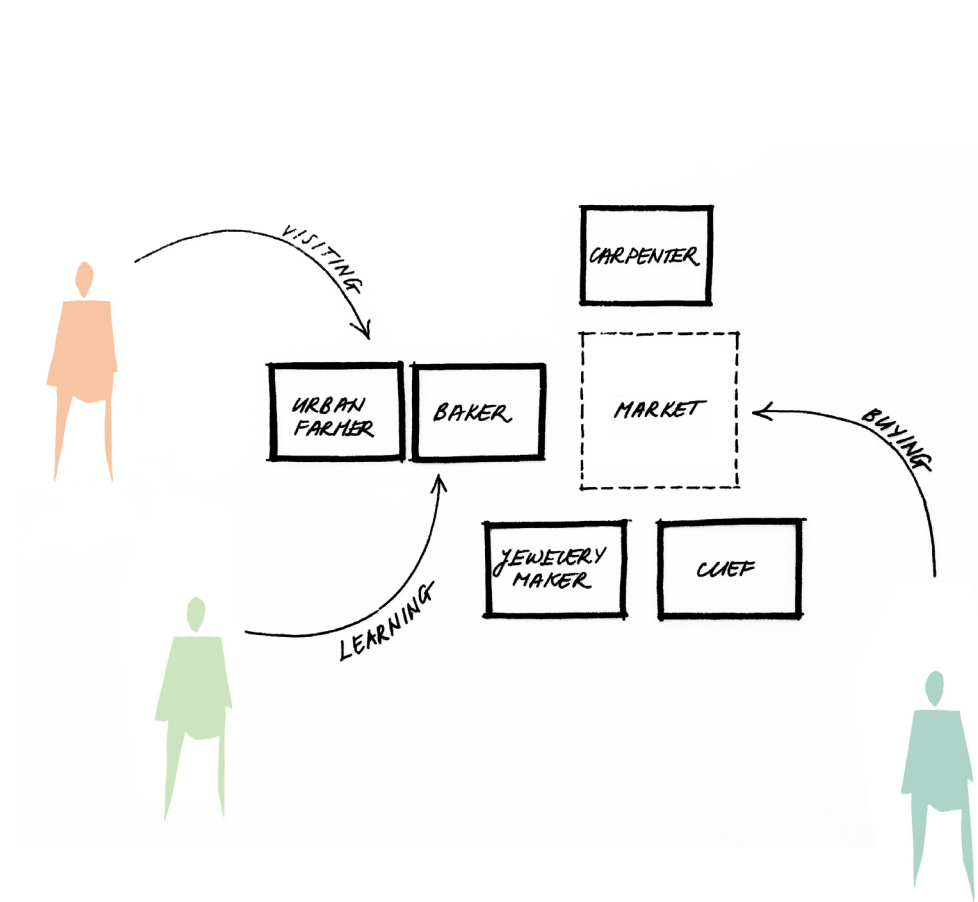 VISITING
CARPENTER
URBAN
FARMER
BAKER
MARKET
BUYING
JEWELERY
MAKER
CHEF
LEARNING